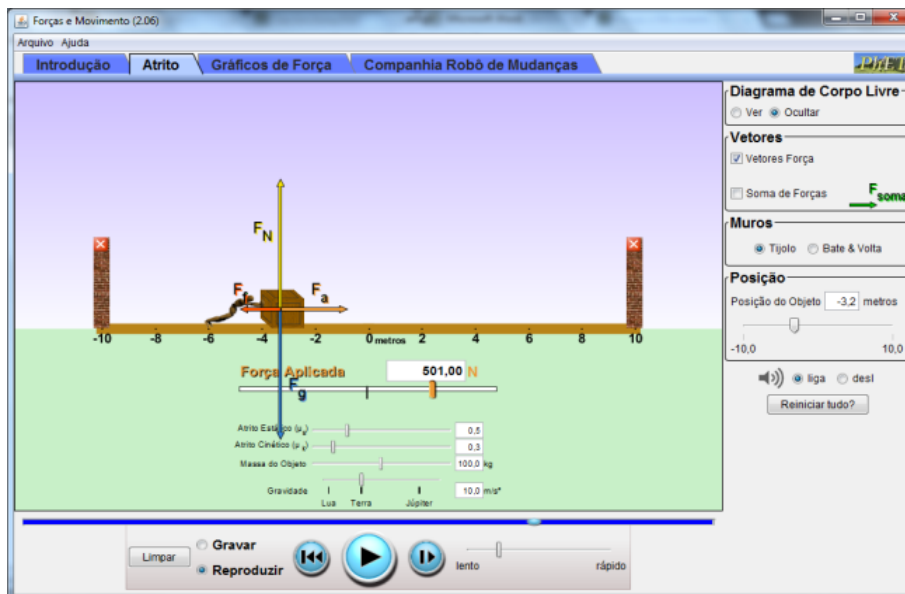 Forças e Movimento (2.06)
Arquivo Ajuda
Introdução Atrito Gráficos de Força Companhia Robô de Mudanças
PhET
Diagrama de Corpo Livre
Ver Ocultar
Vetores
Vetores Força
Soma de Forças F soma
Muros
Tijolo Bate & Volta
Posição
Posição do Objeto -3,2 metros
-10,0 10,0
liga desl
Reiniciar tudo?
F N
F F a
-10 -8 -6 -4 -2 0 metros 2 4 6 8 10
Força Aplicada 501,00 N
F g
Atrito Estático (μ) 0,5
Atrito Cinético (μ) 0,3
Massa do Objeto 100,0 kg
Gravidade 10,0 m/s²
Lua Terra Júpiter
Limpar
Gravar
Reproduzir
lento rápido